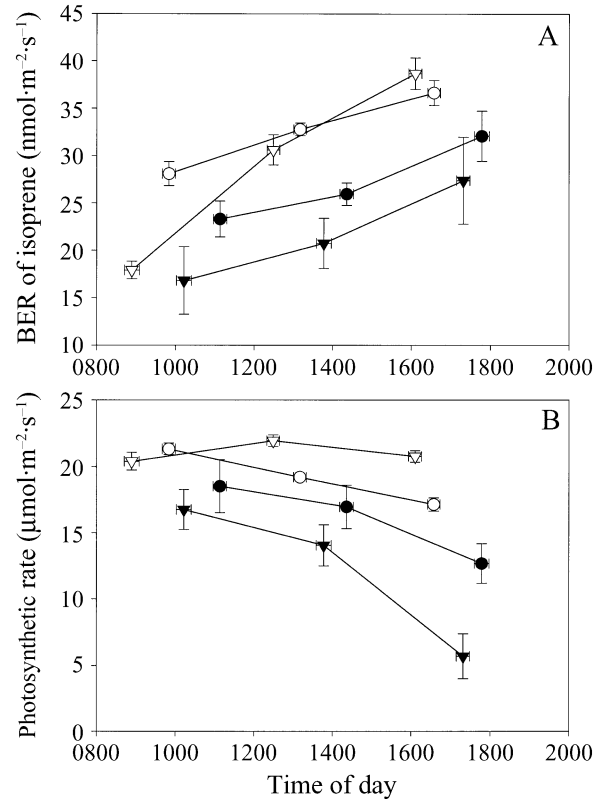 BER of isoprene (nmol·m⁻²·s⁻¹)
A
45
40
35
30
25
20
15
10
0800 1000 1200 1400 1600 1800 2000
Photosynthetic rate (µmol·m⁻²·s⁻¹)
B
25
20
15
10
5
0
0800 1000 1200 1400 1600 1800 2000
Time of day